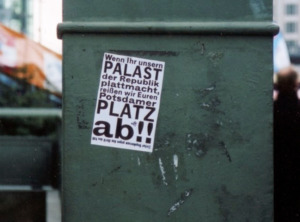 Wenn Ihr unsern
PALAST
der Republik
plattmacht,
reißen wir Euren
Potsdamer
PLATZ
ab!!